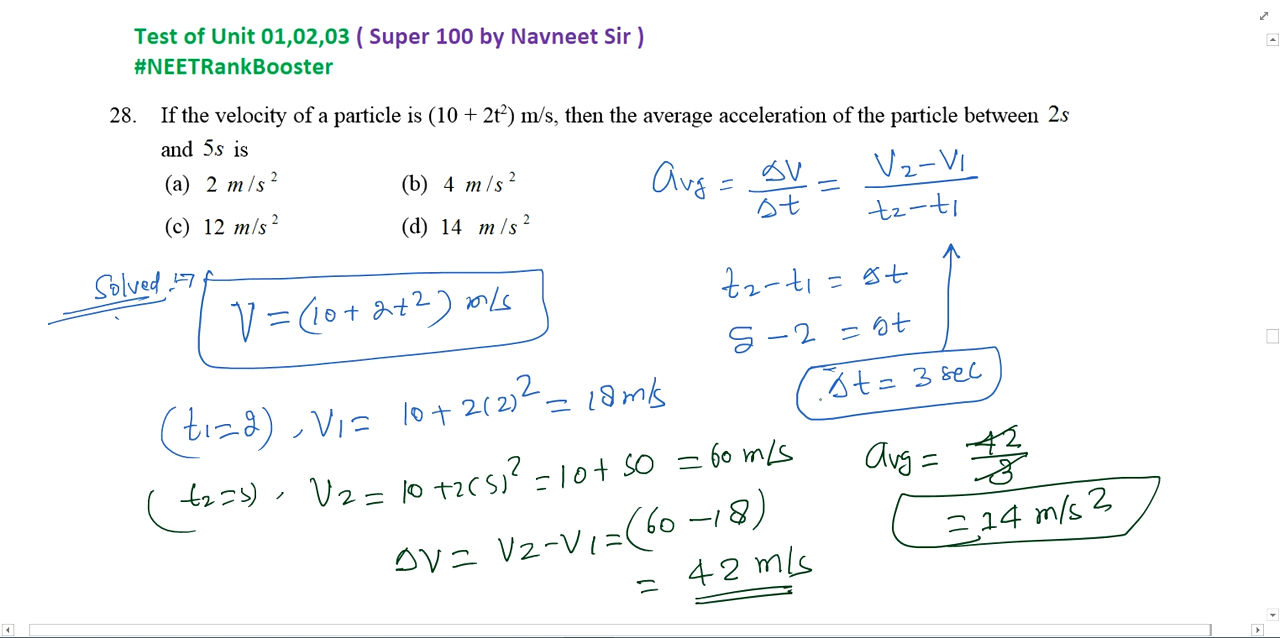 Test of Unit 01,02,03 ( Super 100 by Navneet Sir )
#NEETRankBooster
28. If the velocity of a particle is (10 + 2t²) m/s, then the average acceleration of the particle between 2s
and 5s is
(a) 2 m/s² (b) 4 m/s²
(c) 12 m/s² (d) 14 m/s²
avg = ΔV/Δt = V2-V1/t2-t1
Solved :→
V = (10 + 2t²) m/s
t2-t1 = Δt
5-2 = Δt
Δt = 3 sec
(t1=2), V1 = 10 + 2(2)² = 18 m/s
(t2=5), V2 = 10 + 2(5)² = 10 + 50 = 60 m/s
ΔV = V2-V1 = (60-18)
= 42 m/s
avg = 42/3
= 14 m/s²